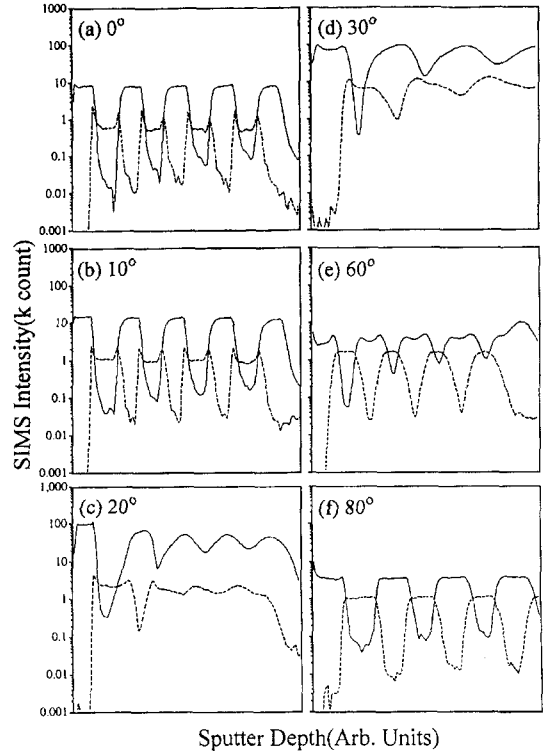 (a) 0°
(d) 30°
1000
100
10
1
0.1
0.01
0.001
(b) 10°
(e) 60°
1000
100
10
1
0.1
0.01
0.001
(c) 20°
(f) 80°
1,000
100
10
1
0.1
0.01
0.001
SIMS Intensity(k count)
Sputter Depth(Arb. Units)